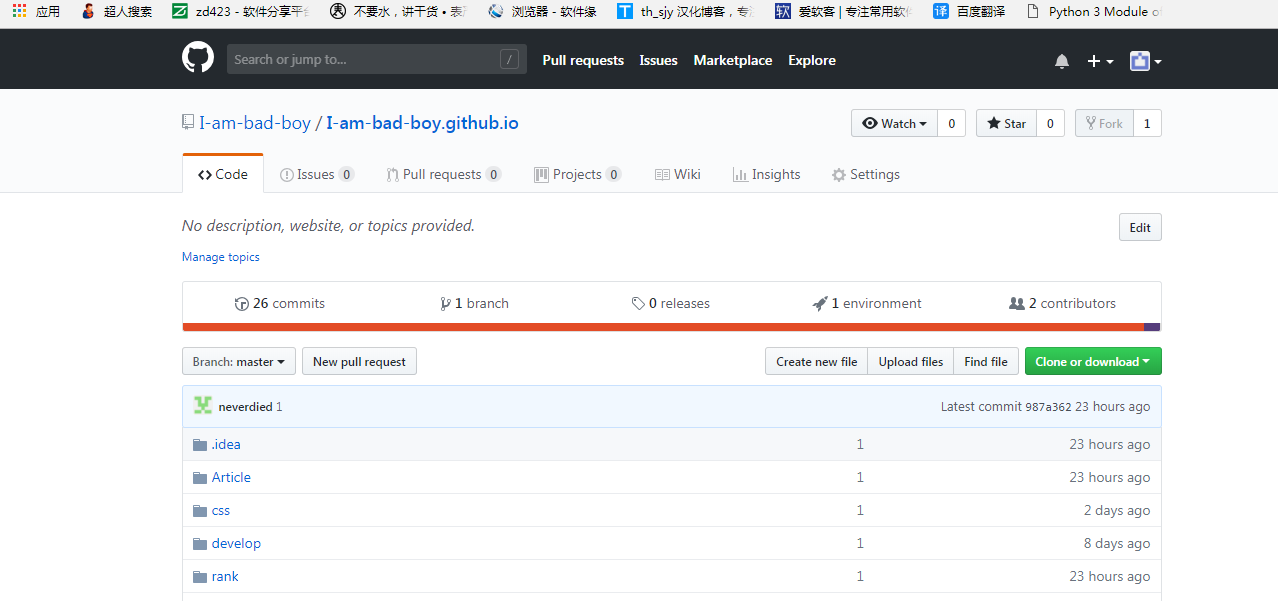 应用 超人搜索 zd423 - 软件分享平台 不要水，讲干货 • 表 浏览器 - 软件缘 th_sjy 汉化博客，专 爱软客 | 专注常用软 百度翻译 Python 3 Module o
Search or jump to... / Pull requests Issues Marketplace Explore
I-am-bad-boy / I-am-bad-boy.github.io Watch 0 Star 0 Fork 1
Code Issues 0 Pull requests 0 Projects 0 Wiki Insights Settings
No description, website, or topics provided. Edit
Manage topics
26 commits 1 branch 0 releases 1 environment 2 contributors
Branch: master New pull request Create new file Upload files Find file Clone or download
neverdied 1 Latest commit 987a362 23 hours ago
.idea 1 23 hours ago
Article 1 23 hours ago
css 1 2 days ago
develop 1 8 days ago
rank 1 23 hours ago